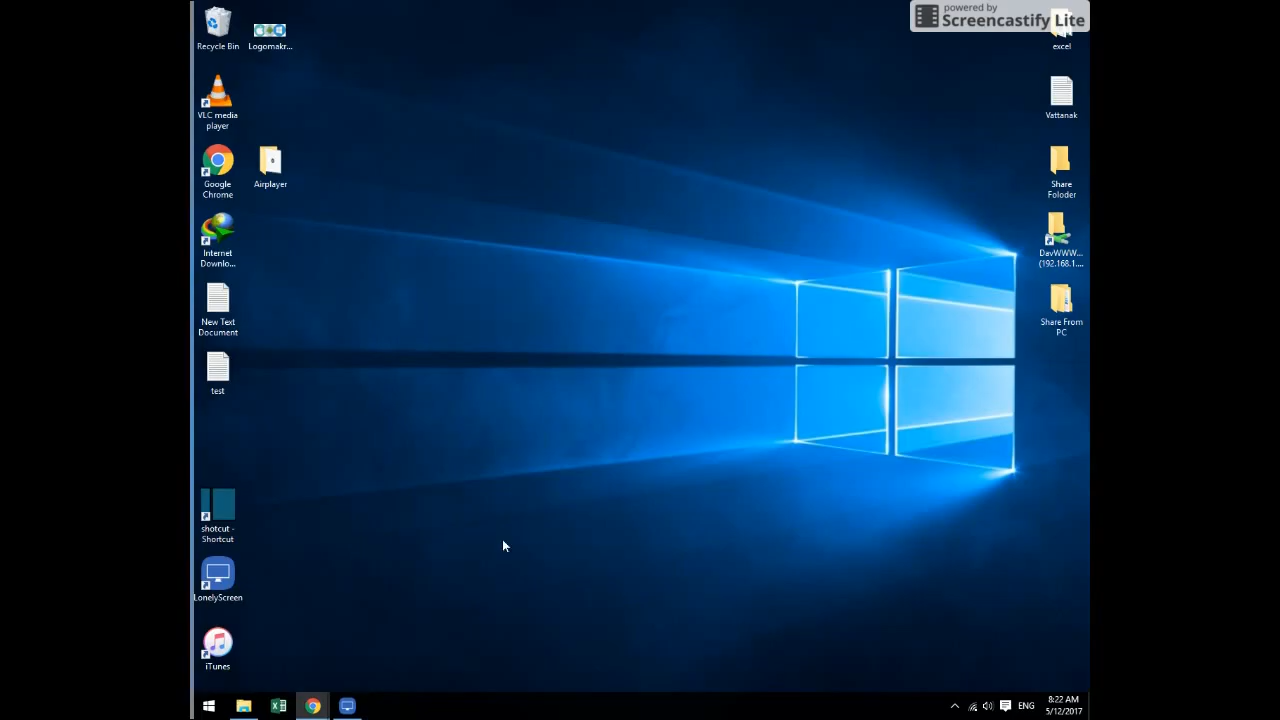 Recycle Bin
Logomakr...
VLC media
player
Google
Chrome
Airplayer
Internet
Downlo...
New Text
Document
test
shotcut -
Shortcut
LonelyScreen
iTunes
powered by
Screencastify Lite
excel
Vattanak
Share
Foloder
DavWWW...
(192.168.1....
Share From
PC
ENG
8:22 AM
5/12/2017